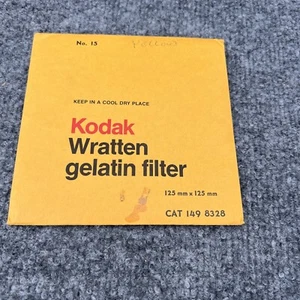 No. 15
KEEP IN A COOL DRY PLACE
Kodak
Wratten
gelatin filter
125 mm x 125 mm
CAT 149 8328